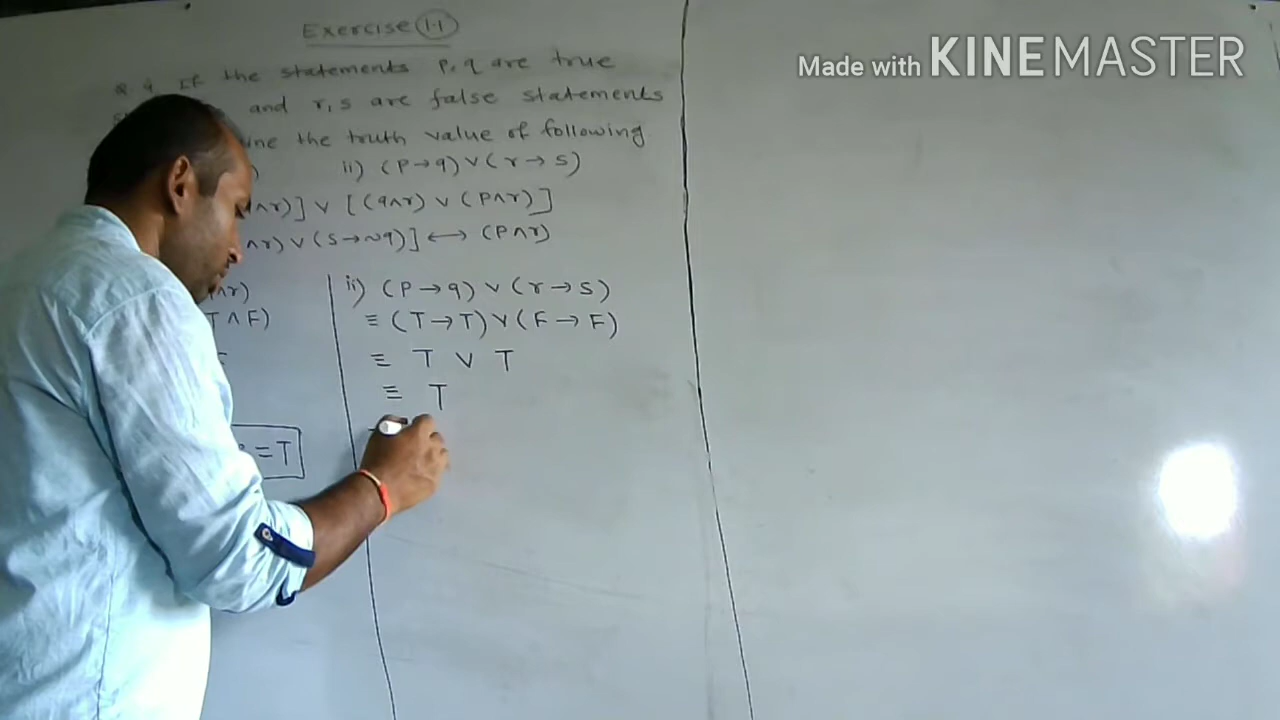 Exercise 1.1
Q 4. If the statements p, q are true
and r, s are false statements
ine the truth value of following
) ii) (p→q)∨(r→s)
∧r)] ∨ [(q∧r) ∨ (p∧r)]
∧r) ∨ (s→∼q)] ↔ (p∧r)
∧r)
T ∧ F)
= T
ii) (p→q) ∨ (r→s)
≡ (T→T)∨(F→F)
≡ T ∨ T
≡ T
Made with KINEMASTER